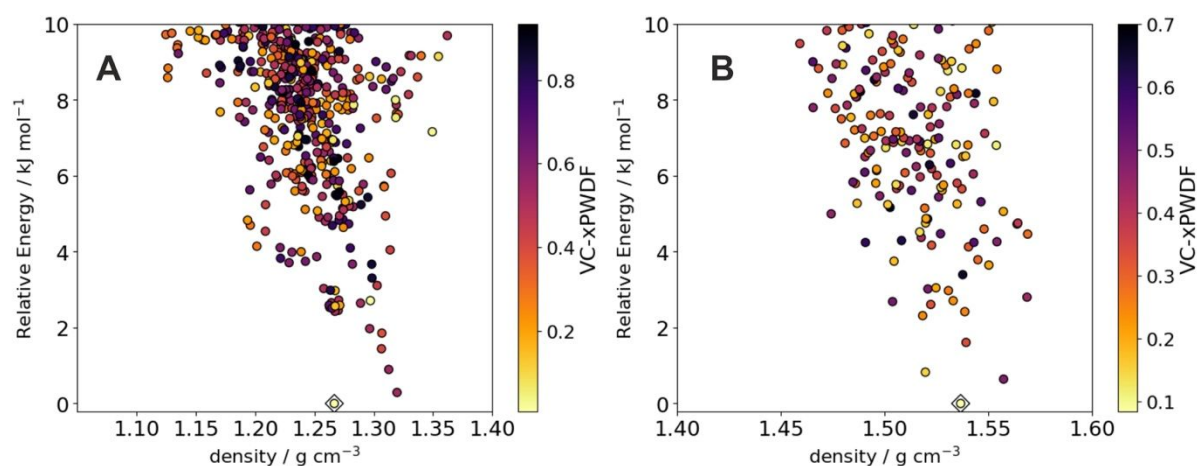 A
Relative Energy / kJ mol⁻¹
10
8
6
4
2
0
1.10 1.15 1.20 1.25 1.30 1.35 1.40
density / g cm⁻³
0.8
0.6
0.4
0.2
VC-xPWDF
B
Relative Energy / kJ mol⁻¹
10
8
6
4
2
0
1.40 1.45 1.50 1.55 1.60
density / g cm⁻³
0.7
0.6
0.5
0.4
0.3
0.2
0.1
VC-xPWDF